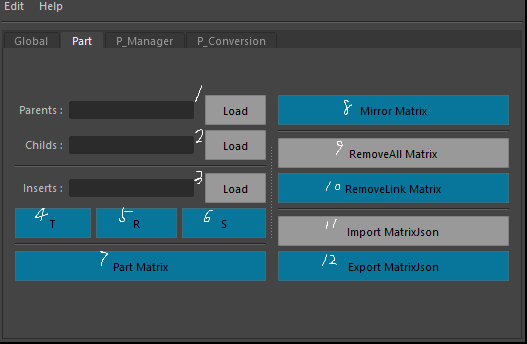 Edit Help
Global Part P_Manager P_Conversion
Parents : 1 Load
Childs : 2 Load
Inserts : 3 Load
4 T 5 R 6 S
7 Part Matrix
8 Mirror Matrix
9 RemoveAll Matrix
10 RemoveLink Matrix
11 Import MatrixJson
12 Export MatrixJson